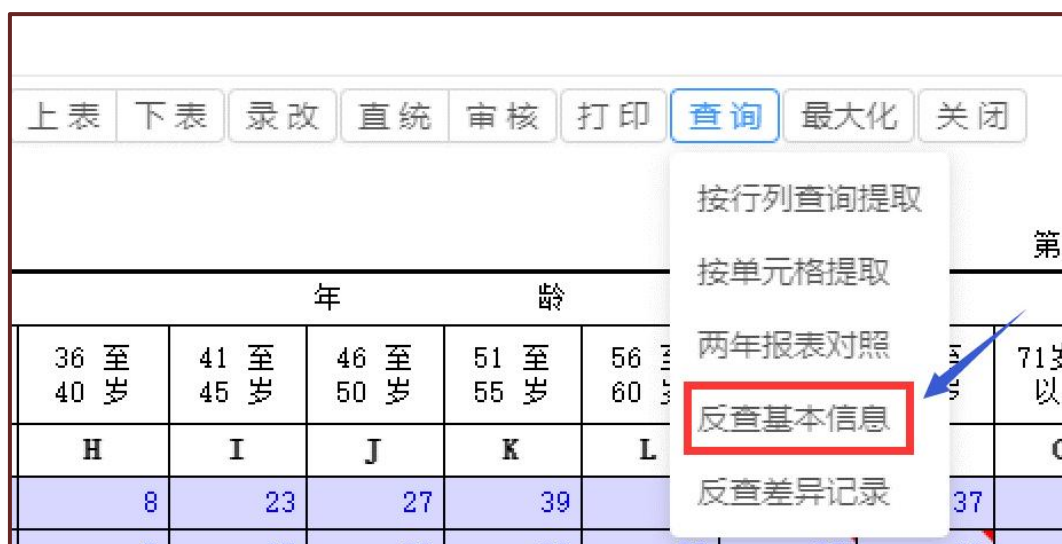 上表 下表 录改 直统 审核 打印 查询 最大化 关闭
按行列查询提取
第
按单元格提取
年 龄
两年报表对照
36 至 41 至 46 至 51 至 56 71岁
40 岁 45 岁 50 岁 55 岁 60 以
反查基本信息
H I J K L
反查差异记录
8 23 27 39 37